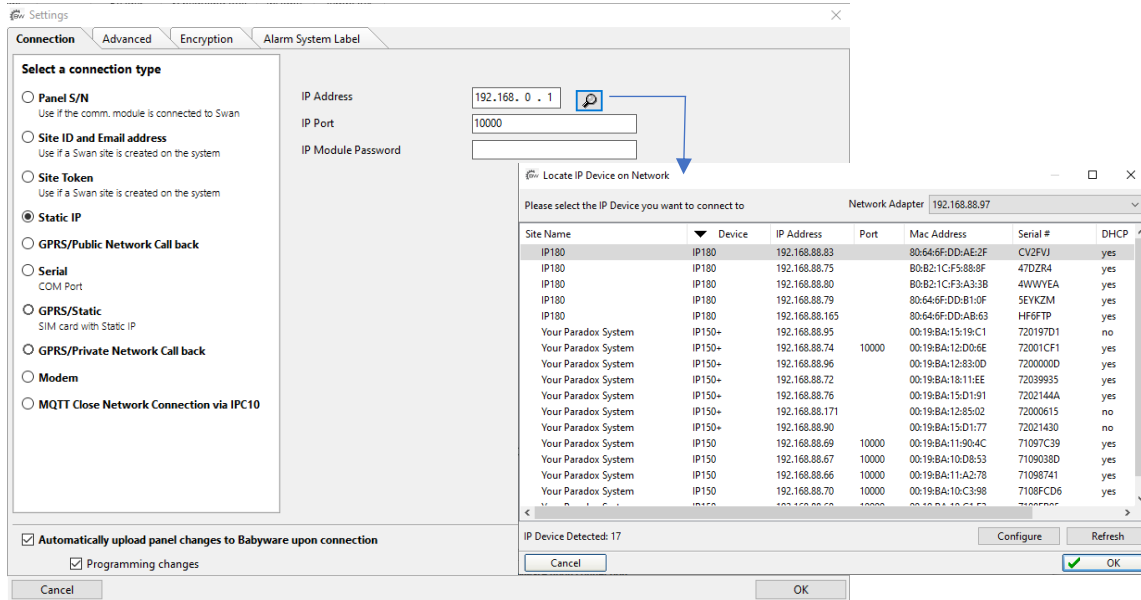 Settings
Connection Advanced Encryption Alarm System Label
Select a connection type
Panel S/N
Use if the comm. module is connected to Swan
Site ID and Email address
Use if a Swan site is created on the system
Site Token
Use if a Swan site is created on the system
Static IP
GPRS/Public Network Call back
Serial
COM Port
GPRS/Static
SIM card with Static IP
GPRS/Private Network Call back
Modem
MQTT Close Network Connection via IPC10
IP Address 192.168. 0 . 1
IP Port 10000
IP Module Password
Automatically upload panel changes to Babyware upon connection
Programming changes
Cancel OK
Locate IP Device on Network
Please select the IP Device you want to connect to Network Adapter 192.168.88.97
Site Name Device IP Address Port Mac Address Serial # DHCP
IP180 IP180 192.168.88.83 80:64:6F:DD:AE:2F CV2FVJ yes
IP180 IP180 192.168.88.75 B0:B2:1C:F5:88:8F 47DZR4 yes
IP180 IP180 192.168.88.80 B0:B2:1C:F3:A3:3B 4WWYEA yes
IP180 IP180 192.168.88.79 80:64:6F:DD:B1:0F 5EYKZM yes
IP180 IP180 192.168.88.165 80:64:6F:DD:AB:63 HF6FTP yes
Your Paradox System IP150+ 192.168.88.95 00:19:BA:15:19:C1 720197D1 no
Your Paradox System IP150+ 192.168.88.74 10000 00:19:BA:12:D0:6E 72001CF1 yes
Your Paradox System IP150+ 192.168.88.96 00:19:BA:12:83:0D 7200000D yes
Your Paradox System IP150+ 192.168.88.72 00:19:BA:18:11:EE 72039935 yes
Your Paradox System IP150+ 192.168.88.76 00:19:BA:15:D1:91 7202144A yes
Your Paradox System IP150+ 192.168.88.171 00:19:BA:12:85:02 72000615 no
Your Paradox System IP150+ 192.168.88.90 00:19:BA:15:D1:77 72021430 no
Your Paradox System IP150 192.168.88.69 10000 00:19:BA:11:90:4C 71097C39 yes
Your Paradox System IP150 192.168.88.67 10000 00:19:BA:10:D8:53 7109038D yes
Your Paradox System IP150 192.168.88.66 10000 00:19:BA:11:A2:78 71098741 yes
Your Paradox System IP150 192.168.88.70 10000 00:19:BA:10:C3:98 7108FCD6 yes
IP Device Detected: 17 Configure Refresh
Cancel OK